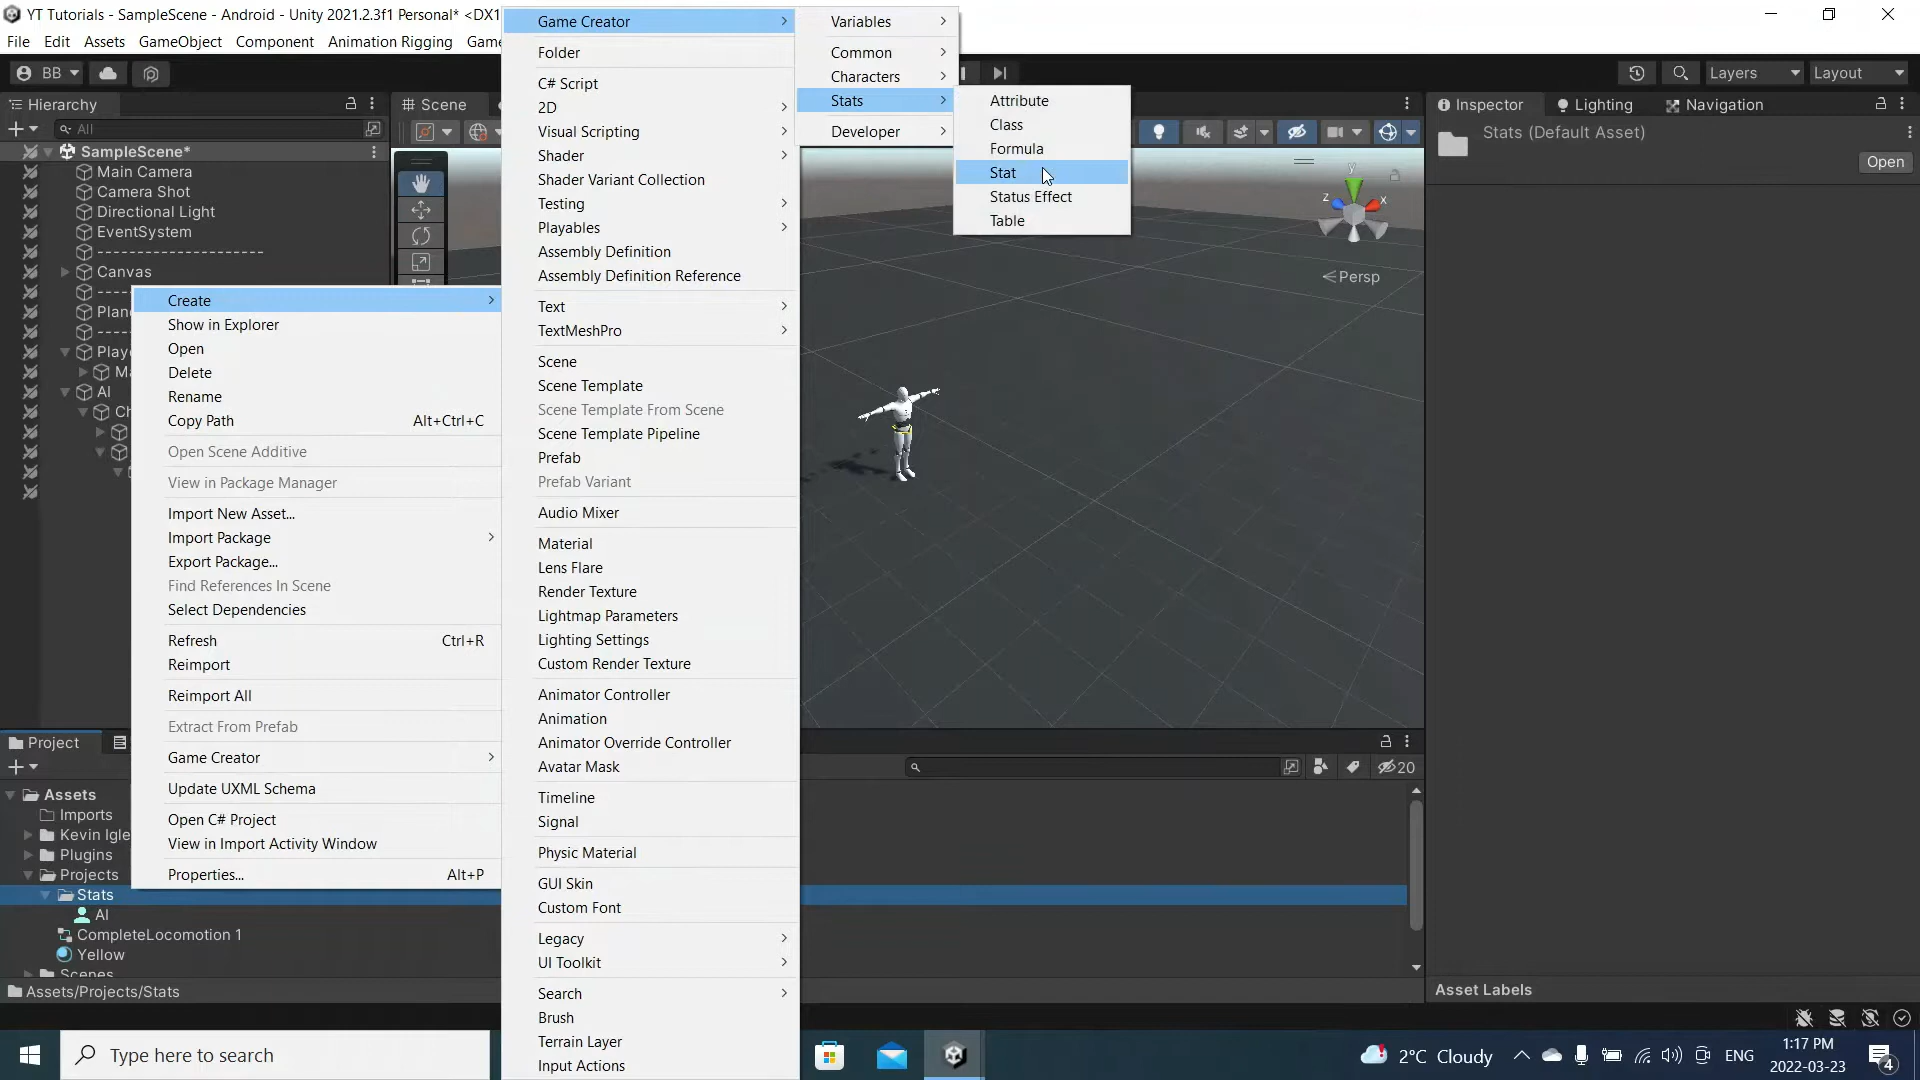 YT Tutorials - SampleScene - Android - Unity 2021.2.3f1 Personal* <DX1
File Edit Assets GameObject Component Animation Rigging Game
BB
Layers
Layout
Hierarchy
Scene
Inspector
Lighting
Navigation
All
SampleScene*
Main Camera
Camera Shot
Directional Light
EventSystem
--------------------
Canvas
AI
Create
Show in Explorer
Open
Delete
Rename
Copy Path Alt+Ctrl+C
Open Scene Additive
View in Package Manager
Import New Asset...
Import Package
Export Package...
Find References In Scene
Select Dependencies
Refresh Ctrl+R
Reimport
Reimport All
Extract From Prefab
Game Creator
Update UXML Schema
Open C# Project
View in Import Activity Window
Properties... Alt+P
Game Creator
Folder
C# Script
2D
Visual Scripting
Shader
Shader Variant Collection
Testing
Playables
Assembly Definition
Assembly Definition Reference
Text
TextMeshPro
Scene
Scene Template
Scene Template From Scene
Scene Template Pipeline
Prefab
Prefab Variant
Audio Mixer
Material
Lens Flare
Render Texture
Lightmap Parameters
Lighting Settings
Custom Render Texture
Animator Controller
Animation
Animator Override Controller
Avatar Mask
Timeline
Signal
Physic Material
GUI Skin
Custom Font
Legacy
UI Toolkit
Search
Brush
Terrain Layer
Input Actions
Variables
Common
Characters
Stats
Developer
Attribute
Class
Formula
Stat
Status Effect
Table
y
z
x
Persp
Stats (Default Asset)
Open
Project
20
Assets
Imports
Kevin Igle
Plugins
Projects
Stats
AI
CompleteLocomotion 1
Yellow
Scenes
Assets/Projects/Stats
Asset Labels
Type here to search
2°C Cloudy
ENG
1:17 PM
2022-03-23
4